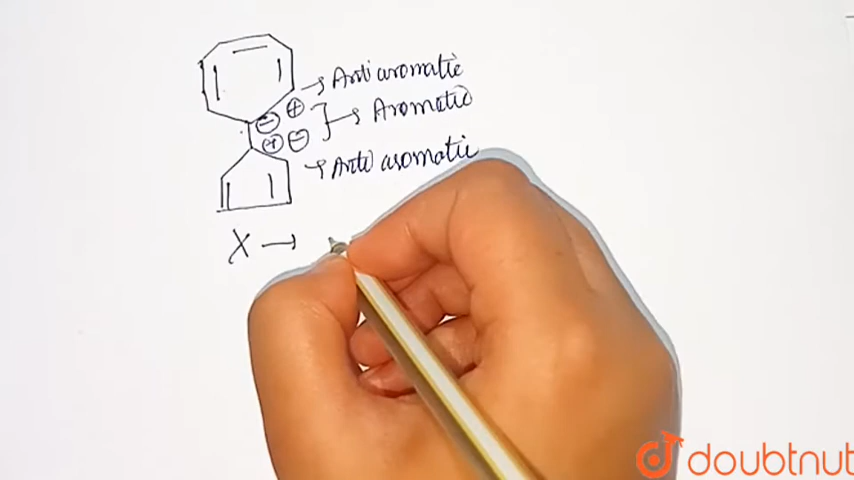 → Anti aromatic
⊖ ⊕
→ Aromatic
⊕ ⊖
→ Anti aromatic
X →
doubtnut